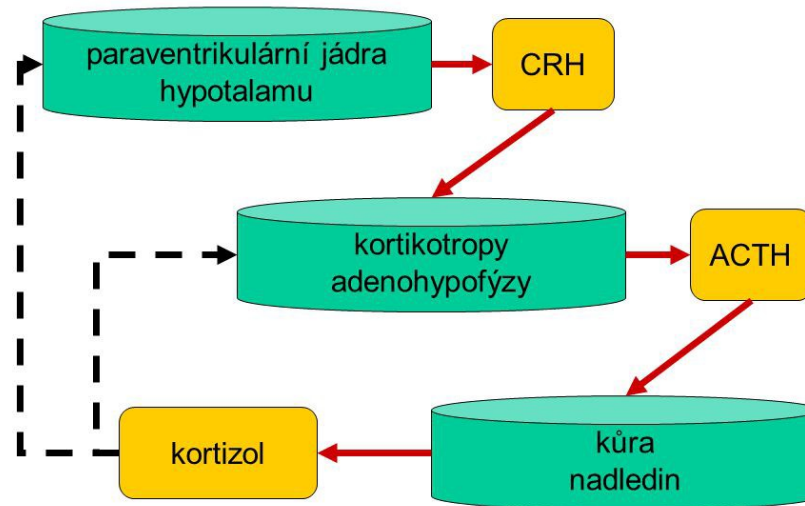 paraventrikulární jádra
hypotalamu
CRH
kortikotropy
adenohypofýzy
ACTH
kůra
nadledin
kortizol